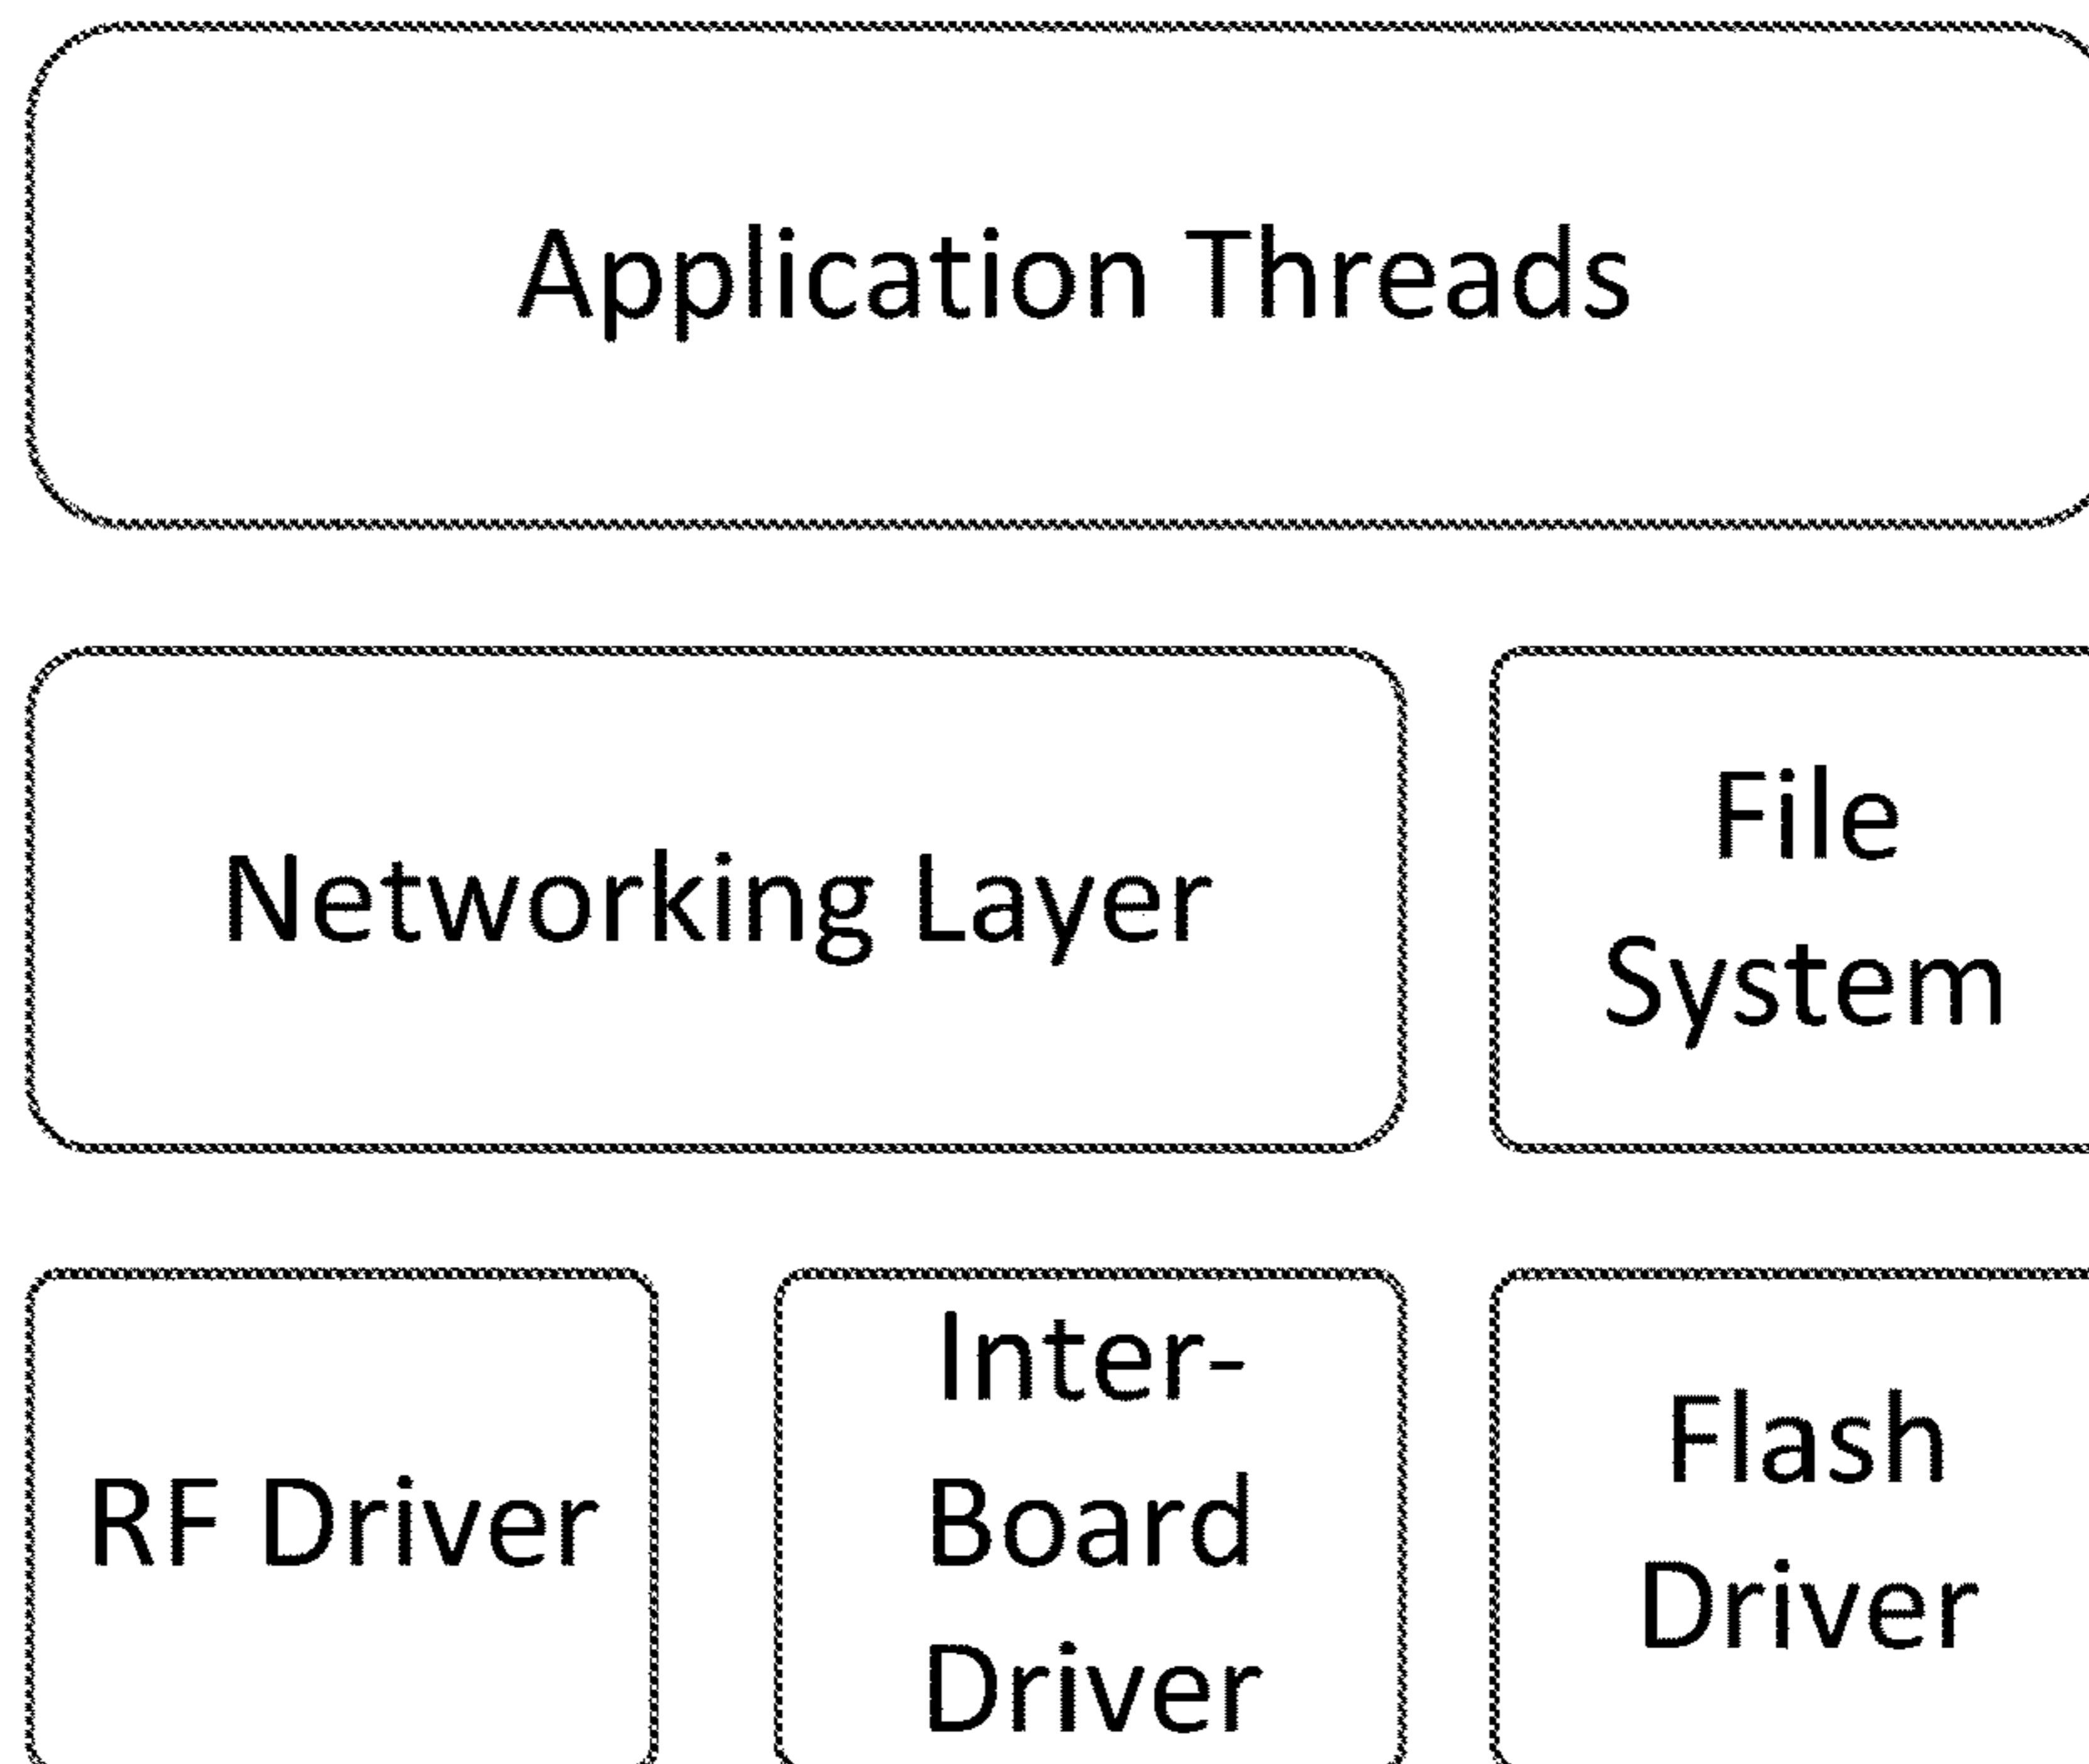 Application Threads
Networking Layer
File
System
RF Driver
Inter-
Board
Driver
Flash
Driver